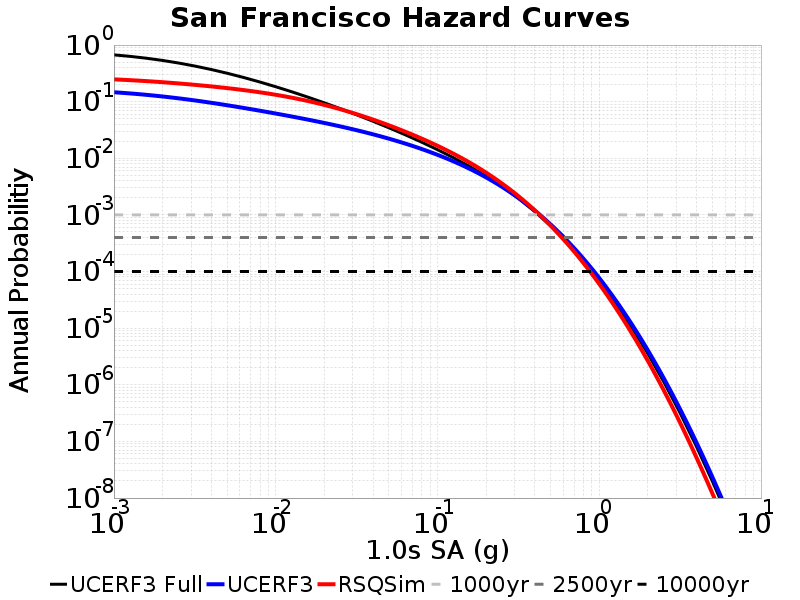 San Francisco Hazard Curves
10^0
10^-1
10^-2
10^-3
10^-4
10^-5
10^-6
10^-7
10^-8
Annual Probabilitiy
10^-3 10^-2 10^-1 10^0 10^1
1.0s SA (g)
UCERF3 Full UCERF3 RSQSim 1000yr 2500yr 10000yr